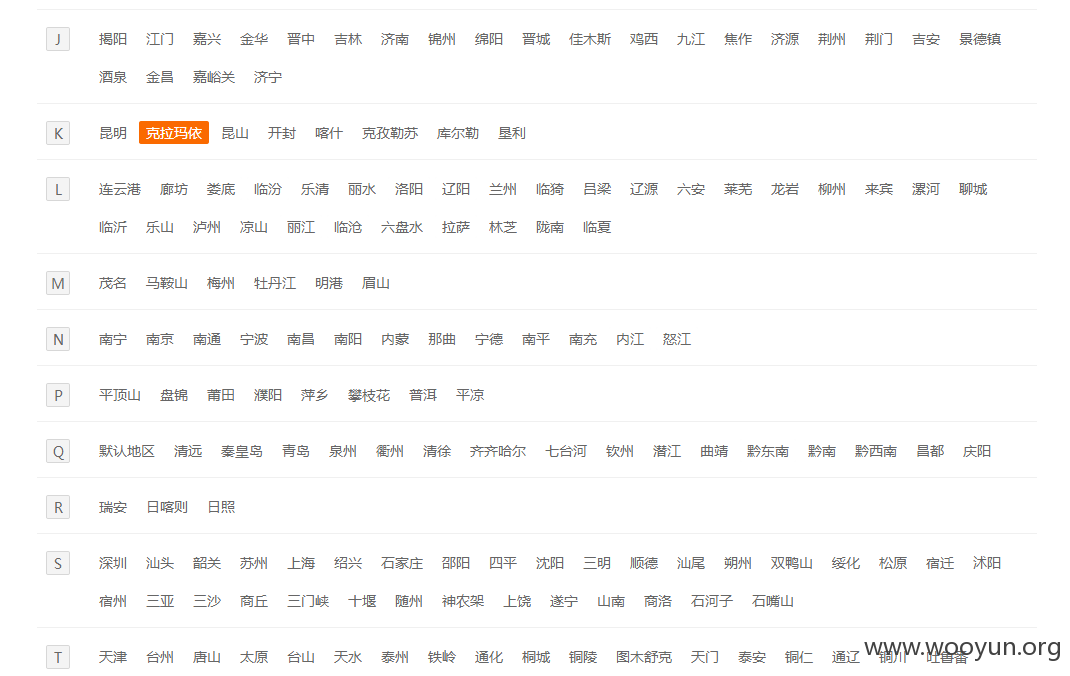 J 揭阳 江门 嘉兴 金华 晋中 吉林 济南 锦州 绵阳 晋城 佳木斯 鸡西 九江 焦作 济源 荆州 荆门 吉安 景德镇
酒泉 金昌 嘉峪关 济宁
K 昆明 克拉玛依 昆山 开封 喀什 克孜勒苏 库尔勒 垦利
L 连云港 廊坊 娄底 临汾 乐清 丽水 洛阳 辽阳 兰州 临猗 吕梁 辽源 六安 莱芜 龙岩 柳州 来宾 漯河 聊城
临沂 乐山 泸州 凉山 丽江 临沧 六盘水 拉萨 林芝 陇南 临夏
M 茂名 马鞍山 梅州 牡丹江 明港 眉山
N 南宁 南京 南通 宁波 南昌 南阳 内蒙 那曲 宁德 南平 南充 内江 怒江
P 平顶山 盘锦 莆田 濮阳 萍乡 攀枝花 普洱 平凉
Q 默认地区 清远 秦皇岛 青岛 泉州 衢州 清徐 齐齐哈尔 七台河 钦州 潜江 曲靖 黔东南 黔南 黔西南 昌都 庆阳
R 瑞安 日喀则 日照
S 深圳 汕头 韶关 苏州 上海 绍兴 石家庄 邵阳 四平 沈阳 三明 顺德 汕尾 朔州 双鸭山 绥化 松原 宿迁 沭阳
宿州 三亚 三沙 商丘 三门峡 十堰 随州 神农架 上饶 遂宁 山南 商洛 石河子 石嘴山
T 天津 台州 唐山 太原 台山 天水 泰州 铁岭 通化 桐城 铜陵 图木舒克 天门 泰安 铜仁 通辽 铜川 吐鲁番
www.wooyun.org